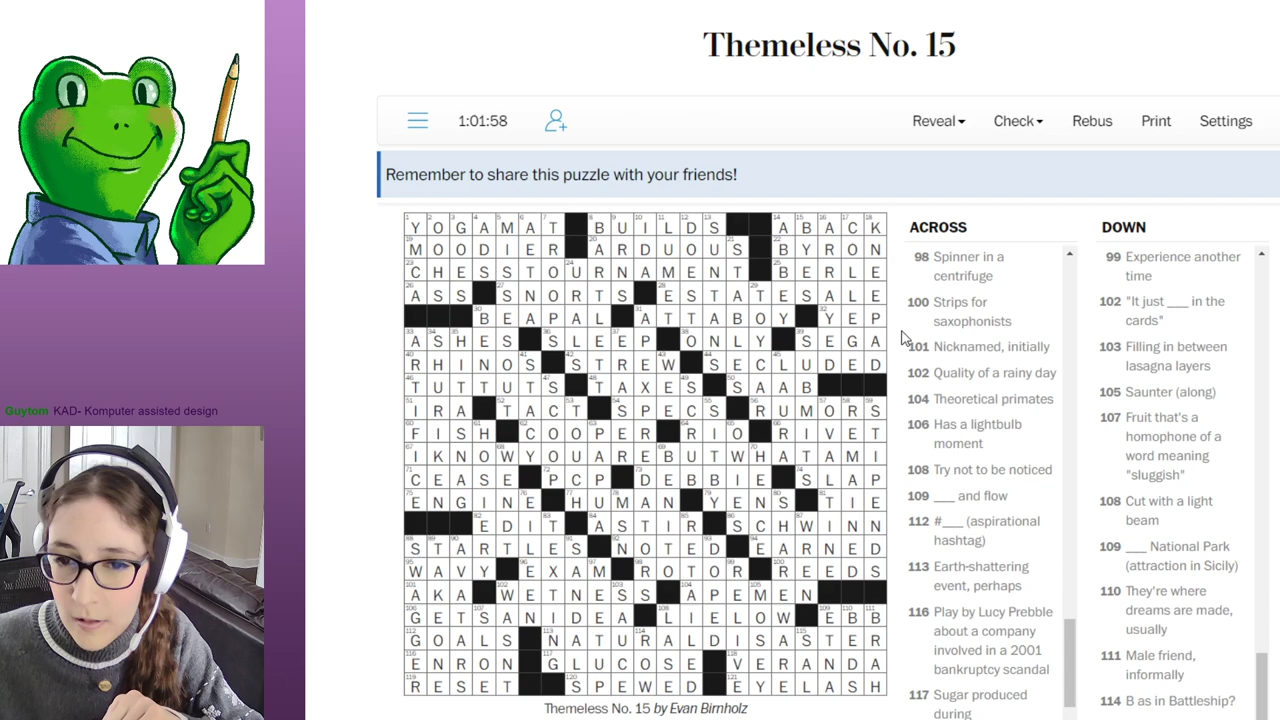 Themeless No. 15
1:01:58
Reveal
Check
Rebus
Print
Settings
Remember to share this puzzle with your friends!
Guytom KAD- Komputer assisted design
YOGAMAT BUILDS ABACK
MOODIER ARDUOUS BYRON
CHESSTOURNAMENT BERLE
ASS SNORTS ESTATESALE
BEAPAL ATTABOY YEP
ASHES SLEEP ONLY SEGA
RHINOS STREW SECLUDED
TUTTUTS TAXES SAAB
IRA TACT SPECS RUMORS
FISH COOPER RIO RIVET
IKNOWYOUAREBUTWHATAMI
CEASE PCP DEBBIE SLAP
ENGINE HUMAN YENS TIE
EDIT ASTIR SCHWINN
STARTLES NOTED EARNED
WAVY EXAM ROTOR REEDS
AKA WETNESS APEMEN
GETSANIDEA LIELOW EBB
GOALS NATURALDISASTER
ENRON GLUCOSE VERANDA
RESET SPEWED EYELASH
Themeless No. 15 by Evan Birnholz
ACROSS
98 Spinner in a
centrifuge
100 Strips for
saxophonists
101 Nicknamed, initially
102 Quality of a rainy day
104 Theoretical primates
106 Has a lightbulb
moment
108 Try not to be noticed
109 ___ and flow
112 #___ (aspirational
hashtag)
113 Earth-shattering
event, perhaps
116 Play by Lucy Prebble
about a company
involved in a 2001
bankruptcy scandal
117 Sugar produced
during
DOWN
99 Experience another
time
102 "It just ___ in the
cards"
103 Filling in between
lasagna layers
105 Saunter (along)
107 Fruit that's a
homophone of a
word meaning
"sluggish"
108 Cut with a light
beam
109 ___ National Park
(attraction in Sicily)
110 They're where
dreams are made,
usually
111 Male friend,
informally
114 B as in Battleship?